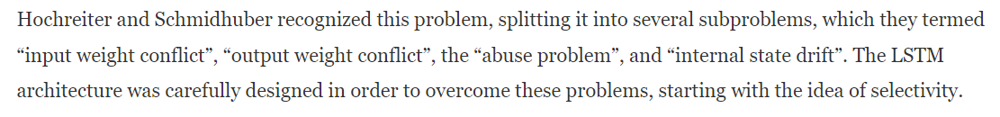 Hochreiter and Schmidhuber recognized this problem, splitting it into several subproblems, which they termed
“input weight conflict”, “output weight conflict”, the “abuse problem”, and “internal state drift”. The LSTM
architecture was carefully designed in order to overcome these problems, starting with the idea of selectivity.